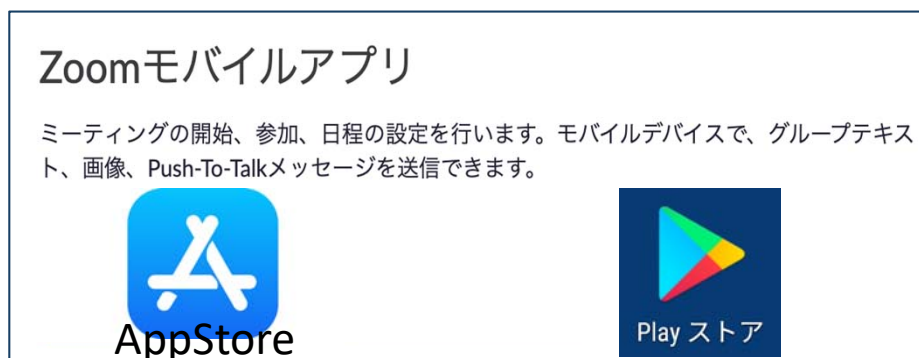 Zoomモバイルアプリ
ミーティングの開始、参加、日程の設定を行います。モバイルデバイスで、グループテキス
ト、画像、Push-To-Talkメッセージを送信できます。
AppStore
Play ストア